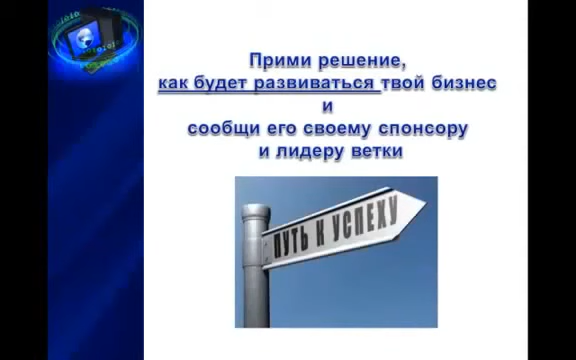 Прими решение,
как будет развиваться твой бизнес
и
сообщи его своему спонсору
и лидеру ветки
ПУТЬ К УСПЕХУ